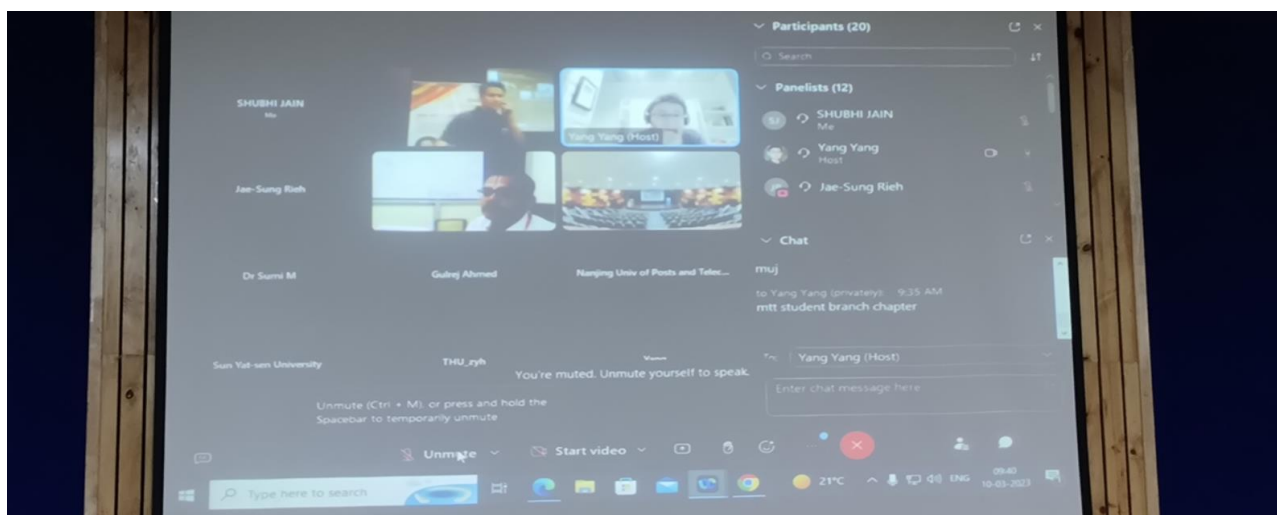 Participants (20)
Search
Panelists (12)
SHUBHI JAIN
Me
SHUBHI JAIN
Me
Yang Yang (Host)
Yang Yang
Host
Jae-Sung Rieh
Jae-Sung Rieh
Chat
Dr Sumi M
Gulrej Ahmed
Nanjing Univ of Posts and Telec...
muj
to Yang Yang (privately): 9:35 AM
mtt student branch chapter
Sun Yat-sen University
THU_zyh
To:
Yang Yang (Host)
You're muted. Unmute yourself to speak.
Enter chat message here
Unmute (Ctrl + M), or press and hold the
Spacebar to temporarily unmute
Unmute
Start video
Type here to search
21°C
ENG
09:40
10-03-2023